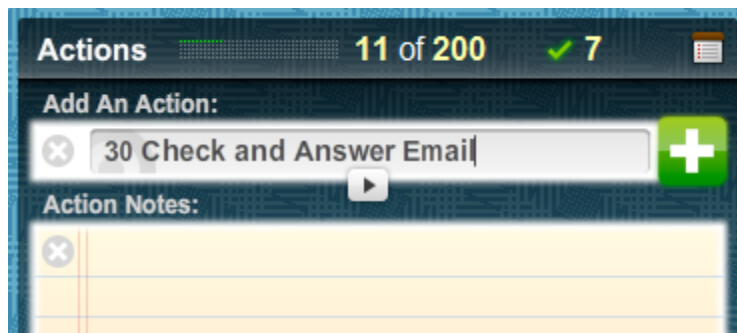 Actions 11 of 200 7
Add An Action:
30 Check and Answer Email
Action Notes: